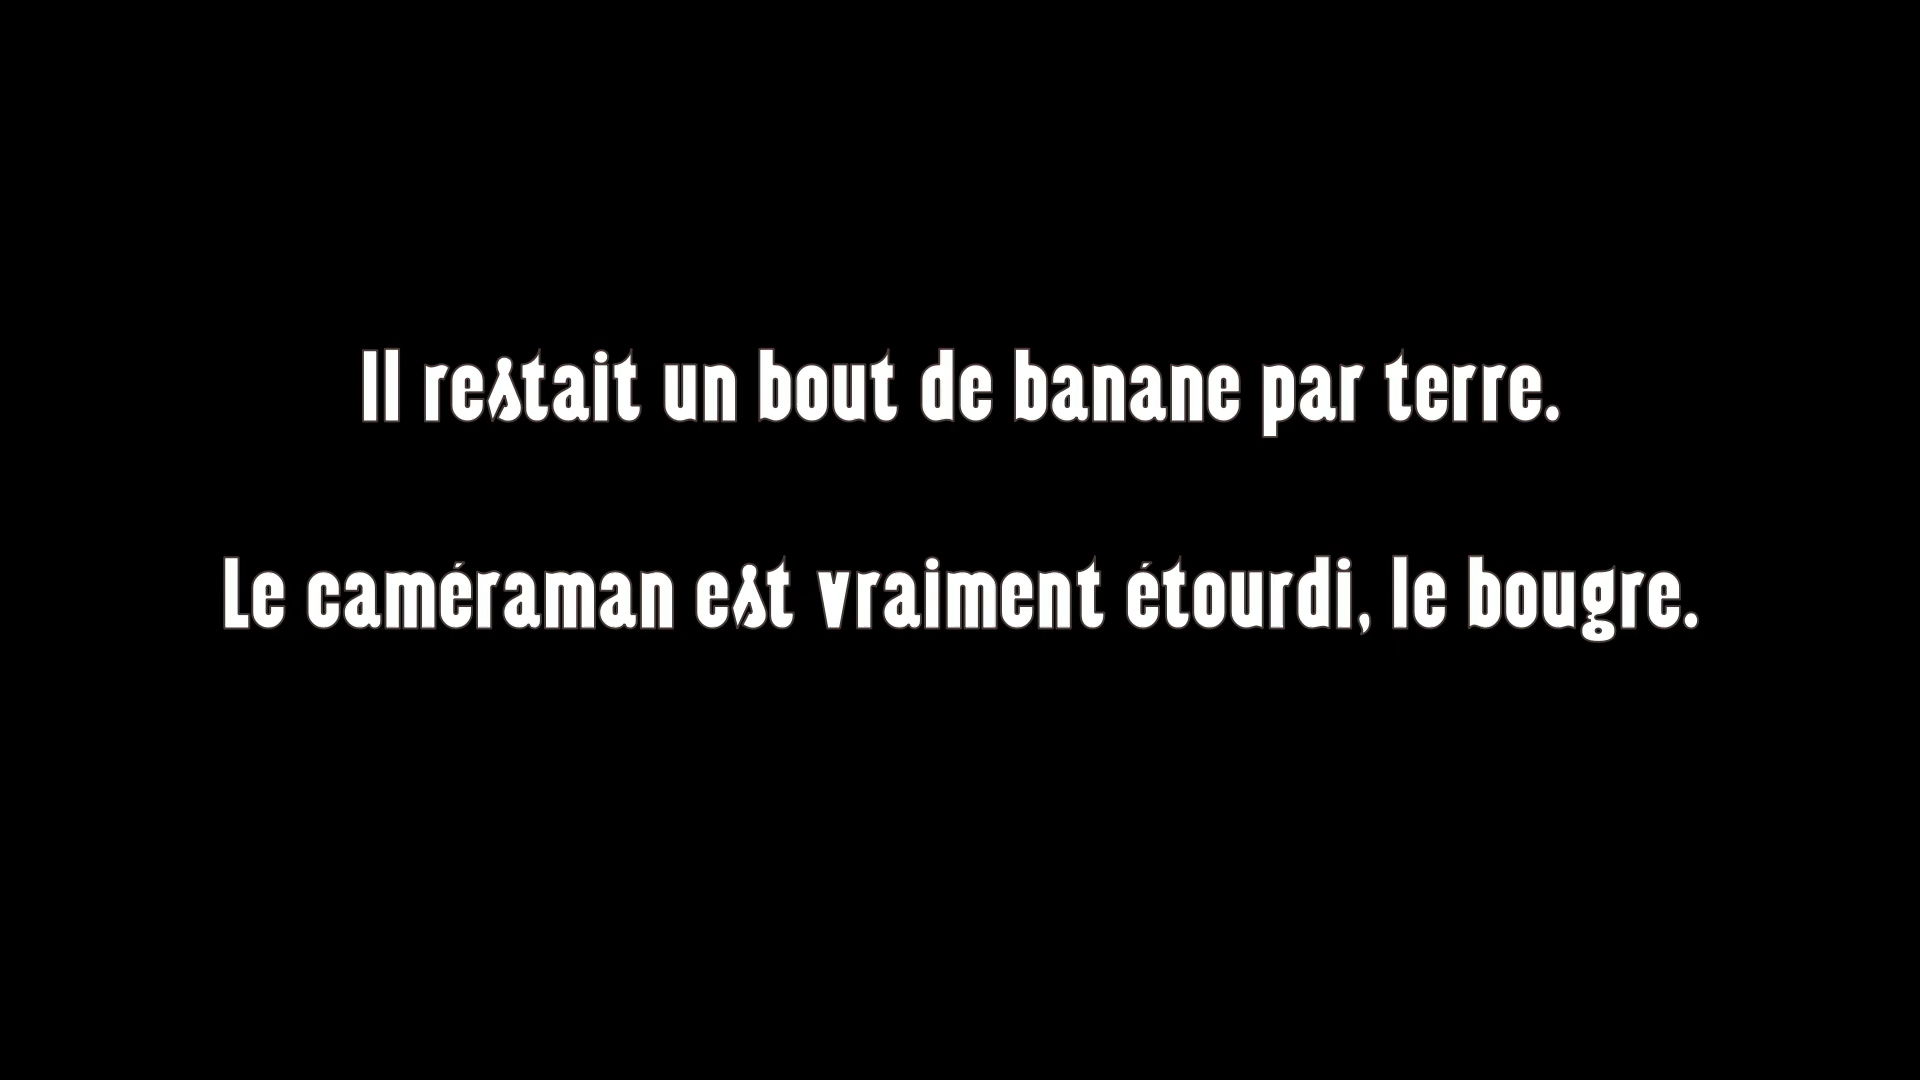 Il restait un bout de banane par terre.
Le caméraman est vraiment étourdi, le bougre.